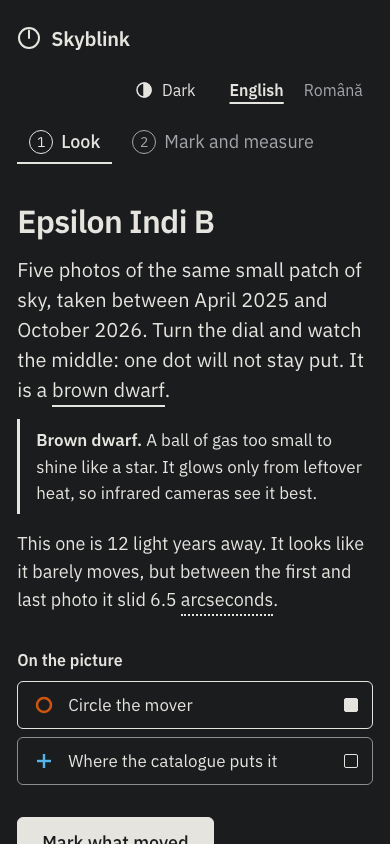 Skyblink
Dark English Română
1 Look 2 Mark and measure
Epsilon Indi B
Five photos of the same small patch of
sky, taken between April 2025 and
October 2026. Turn the dial and watch
the middle: one dot will not stay put. It
is a brown dwarf.
Brown dwarf. A ball of gas too small to
shine like a star. It glows only from leftover
heat, so infrared cameras see it best.
This one is 12 light years away. It looks like
it barely moves, but between the first and
last photo it slid 6.5 arcseconds.
On the picture
Circle the mover
Where the catalogue puts it
Mark what moved